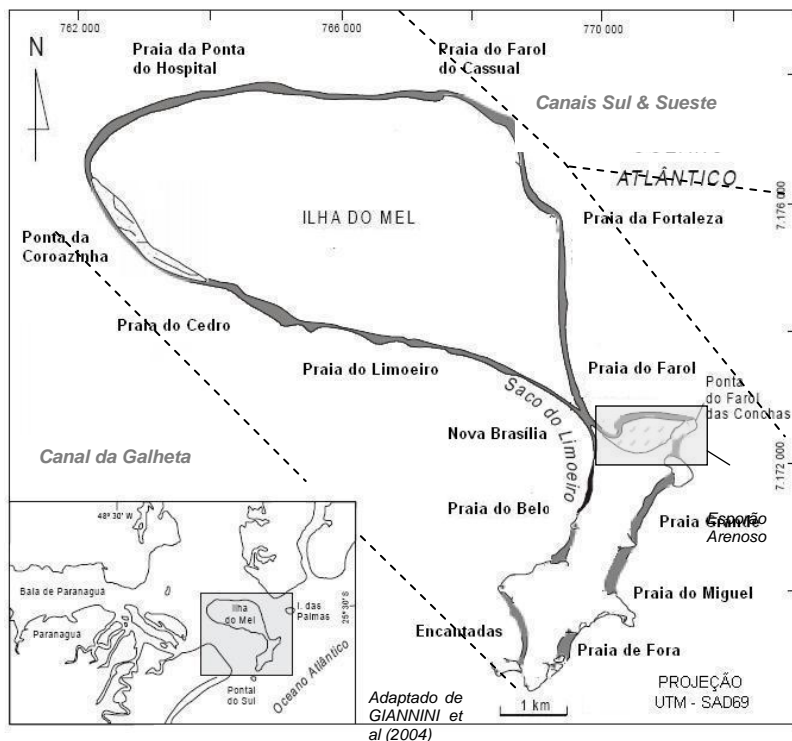 762 000
766 000
770 000
N
Praia da Ponta
do Hospital
Praia do Farol
do Cassual
Canais Sul & Sueste
ATLÂNTICO
7.176 000
ILHA DO MEL
Praia da Fortaleza
Ponta da
Coroazinha
Praia do Cedro
Praia do Limoeiro
Praia do Farol
Ponta
do Farol
das Conchas
Saco do Limoeiro
Nova Brasília
Canal da Galheta
7.172 000
Praia do Belo
Praia Grande
Esporão
Arenoso
Praia do Miguel
Encantadas
Praia de Fora
48º 30' W
25º 30' S
Baía de Paranaguá
Paranaguá
Ilha
do Mel
I. das
Palmas
Oceano Atlântico
Pontal
do Sul
Adaptado de
GIANNINI et
al (2004)
1 km
PROJEÇÃO
UTM - SAD69